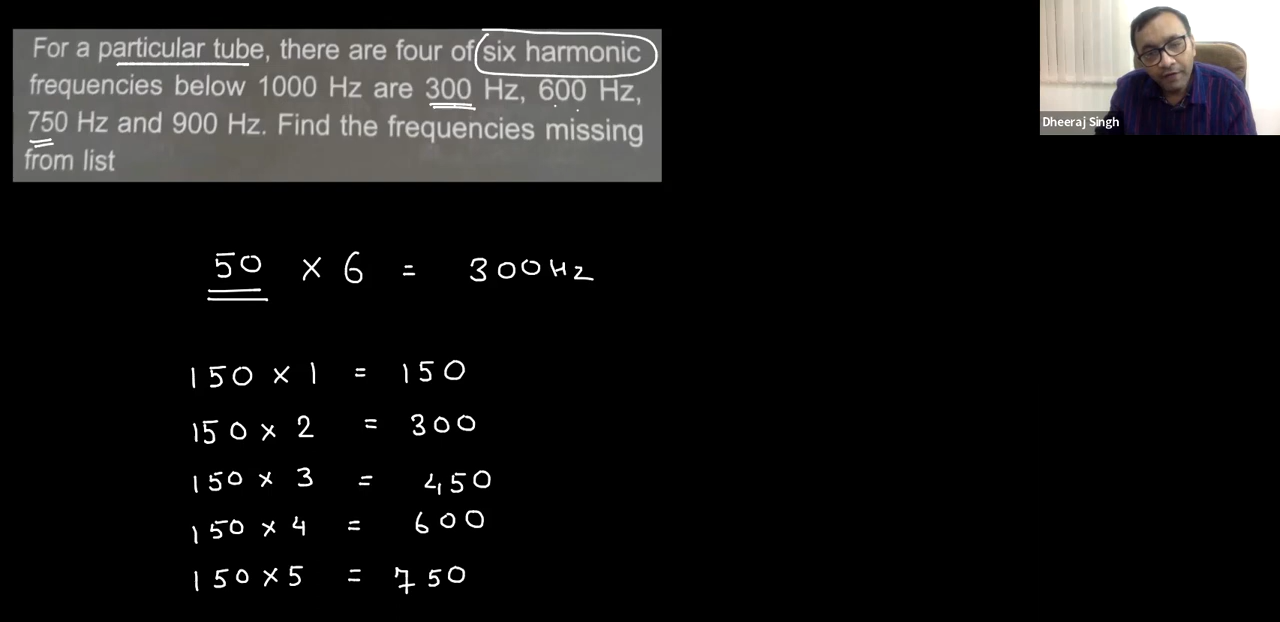 For a particular tube, there are four of six harmonic
frequencies below 1000 Hz are 300 Hz, 600 Hz,
750 Hz and 900 Hz. Find the frequencies missing
from list
Dheeraj Singh
50 × 6 = 300Hz
150 × 1 = 150
150 × 2 = 300
150 × 3 = 450
150 × 4 = 600
150 × 5 = 750